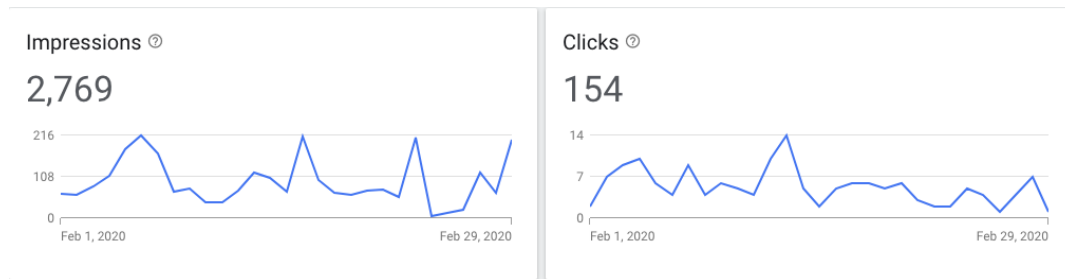 Impressions
2,769
216
108
0
Feb 1, 2020
Feb 29, 2020
Clicks
154
14
7
0
Feb 1, 2020
Feb 29, 2020